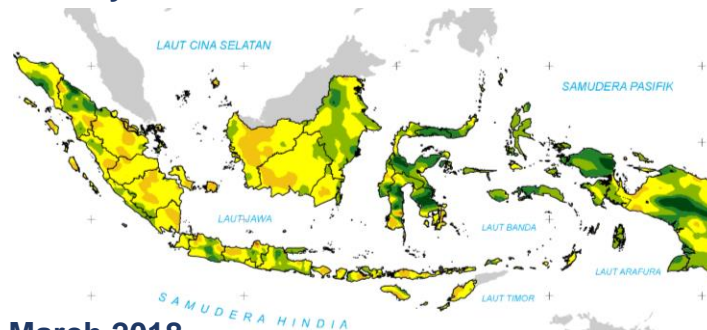 LAUT CINA SELATAN
SAMUDERA PASIFIK
LAUT JAWA
LAUT BANDA
LAUT ARAFURA
LAUT TIMOR
SAMUDERA HINDIA
March 2018